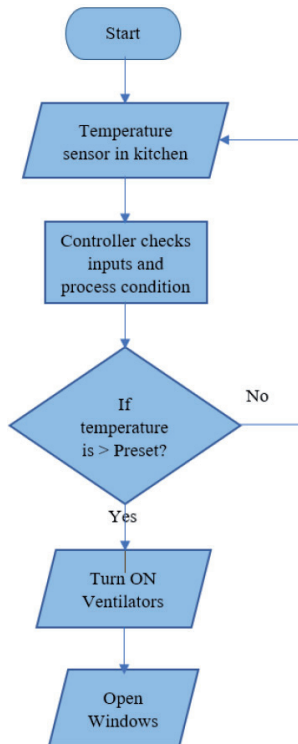 Start
Temperature
sensor in kitchen
Controller checks
inputs and
process condition
If
temperature
is > Preset?
No
Yes
Turn ON
Ventilators
Open
Windows